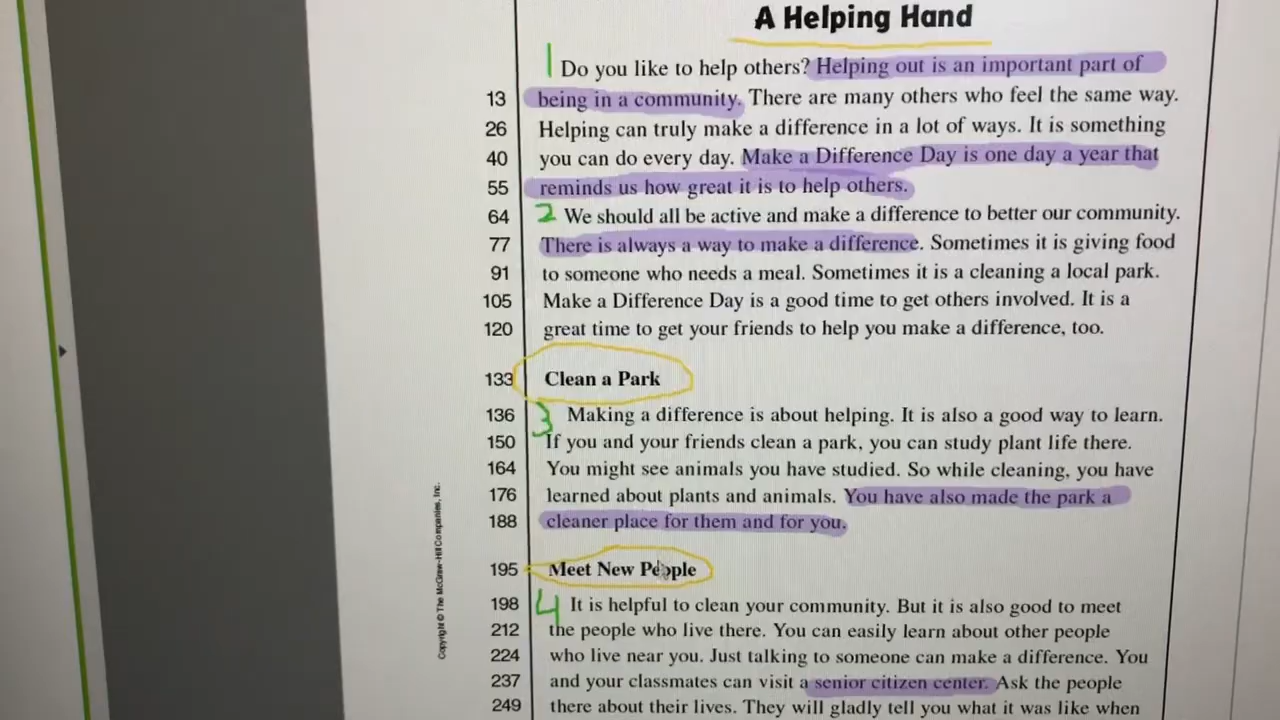 A Helping Hand
1 Do you like to help others? Helping out is an important part of
13 being in a community. There are many others who feel the same way.
26 Helping can truly make a difference in a lot of ways. It is something
40 you can do every day. Make a Difference Day is one day a year that
55 reminds us how great it is to help others.
64 2 We should all be active and make a difference to better our community.
77 There is always a way to make a difference. Sometimes it is giving food
91 to someone who needs a meal. Sometimes it is a cleaning a local park.
105 Make a Difference Day is a good time to get others involved. It is a
120 great time to get your friends to help you make a difference, too.
133 Clean a Park
136 3 Making a difference is about helping. It is also a good way to learn.
150 If you and your friends clean a park, you can study plant life there.
164 You might see animals you have studied. So while cleaning, you have
176 learned about plants and animals. You have also made the park a
188 cleaner place for them and for you.
195 Meet New People
198 4 It is helpful to clean your community. But it is also good to meet
212 the people who live there. You can easily learn about other people
224 who live near you. Just talking to someone can make a difference. You
237 and your classmates can visit a senior citizen center. Ask the people
249 there about their lives. They will gladly tell you what it was like when
Copyright © The McGraw-Hill Companies, Inc.